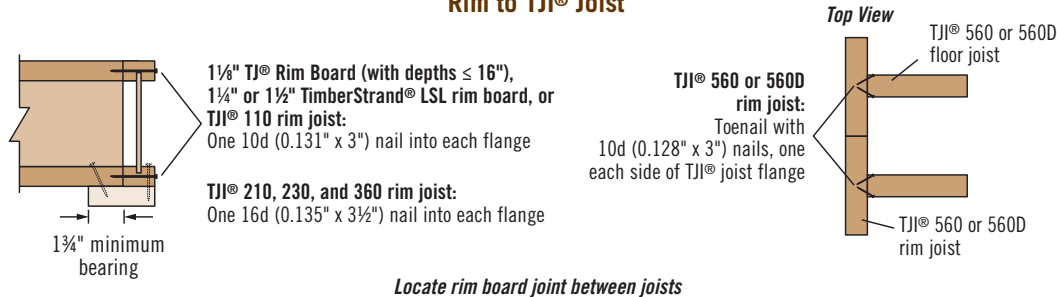 Rim to TJI® Joist
1⅛" TJ® Rim Board (with depths ≤ 16"),
1¼" or 1½" TimberStrand® LSL rim board, or
TJI® 110 rim joist:
One 10d (0.131" x 3") nail into each flange
TJI® 210, 230, and 360 rim joist:
One 16d (0.135" x 3½") nail into each flange
1¾" minimum
bearing
Top View
TJI® 560 or 560D
floor joist
TJI® 560 or 560D
rim joist:
Toenail with
10d (0.128" x 3") nails, one
each side of TJI® joist flange
TJI® 560 or 560D
rim joist
Locate rim board joint between joists